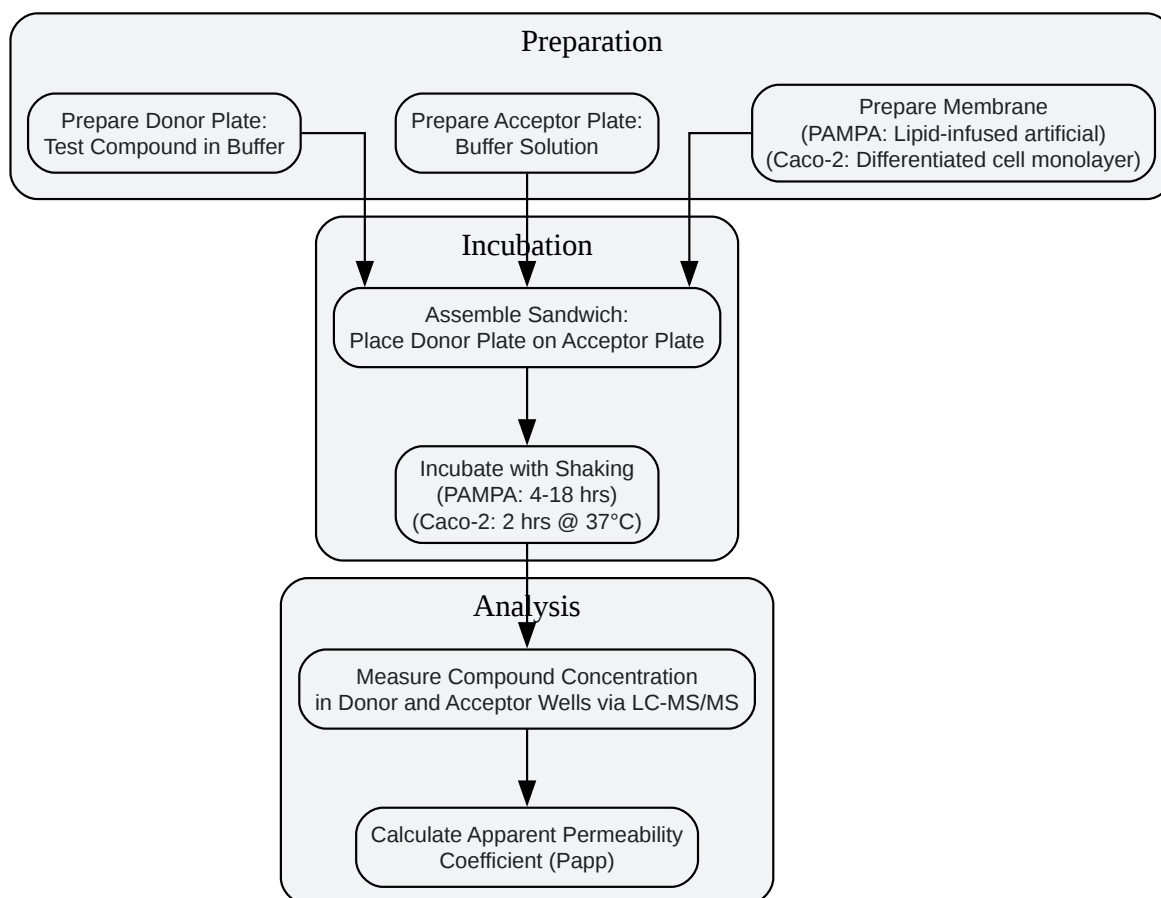 Preparation
Prepare Donor Plate:
Test Compound in Buffer
Prepare Acceptor Plate:
Buffer Solution
Prepare Membrane
(PAMPA: Lipid-infused artificial)
(Caco-2: Differentiated cell monolayer)
Incubation
Assemble Sandwich:
Place Donor Plate on Acceptor Plate
Incubate with Shaking
(PAMPA: 4-18 hrs)
(Caco-2: 2 hrs @ 37°C)
Analysis
Measure Compound Concentration
in Donor and Acceptor Wells via LC-MS/MS
Calculate Apparent Permeability
Coefficient (Papp)